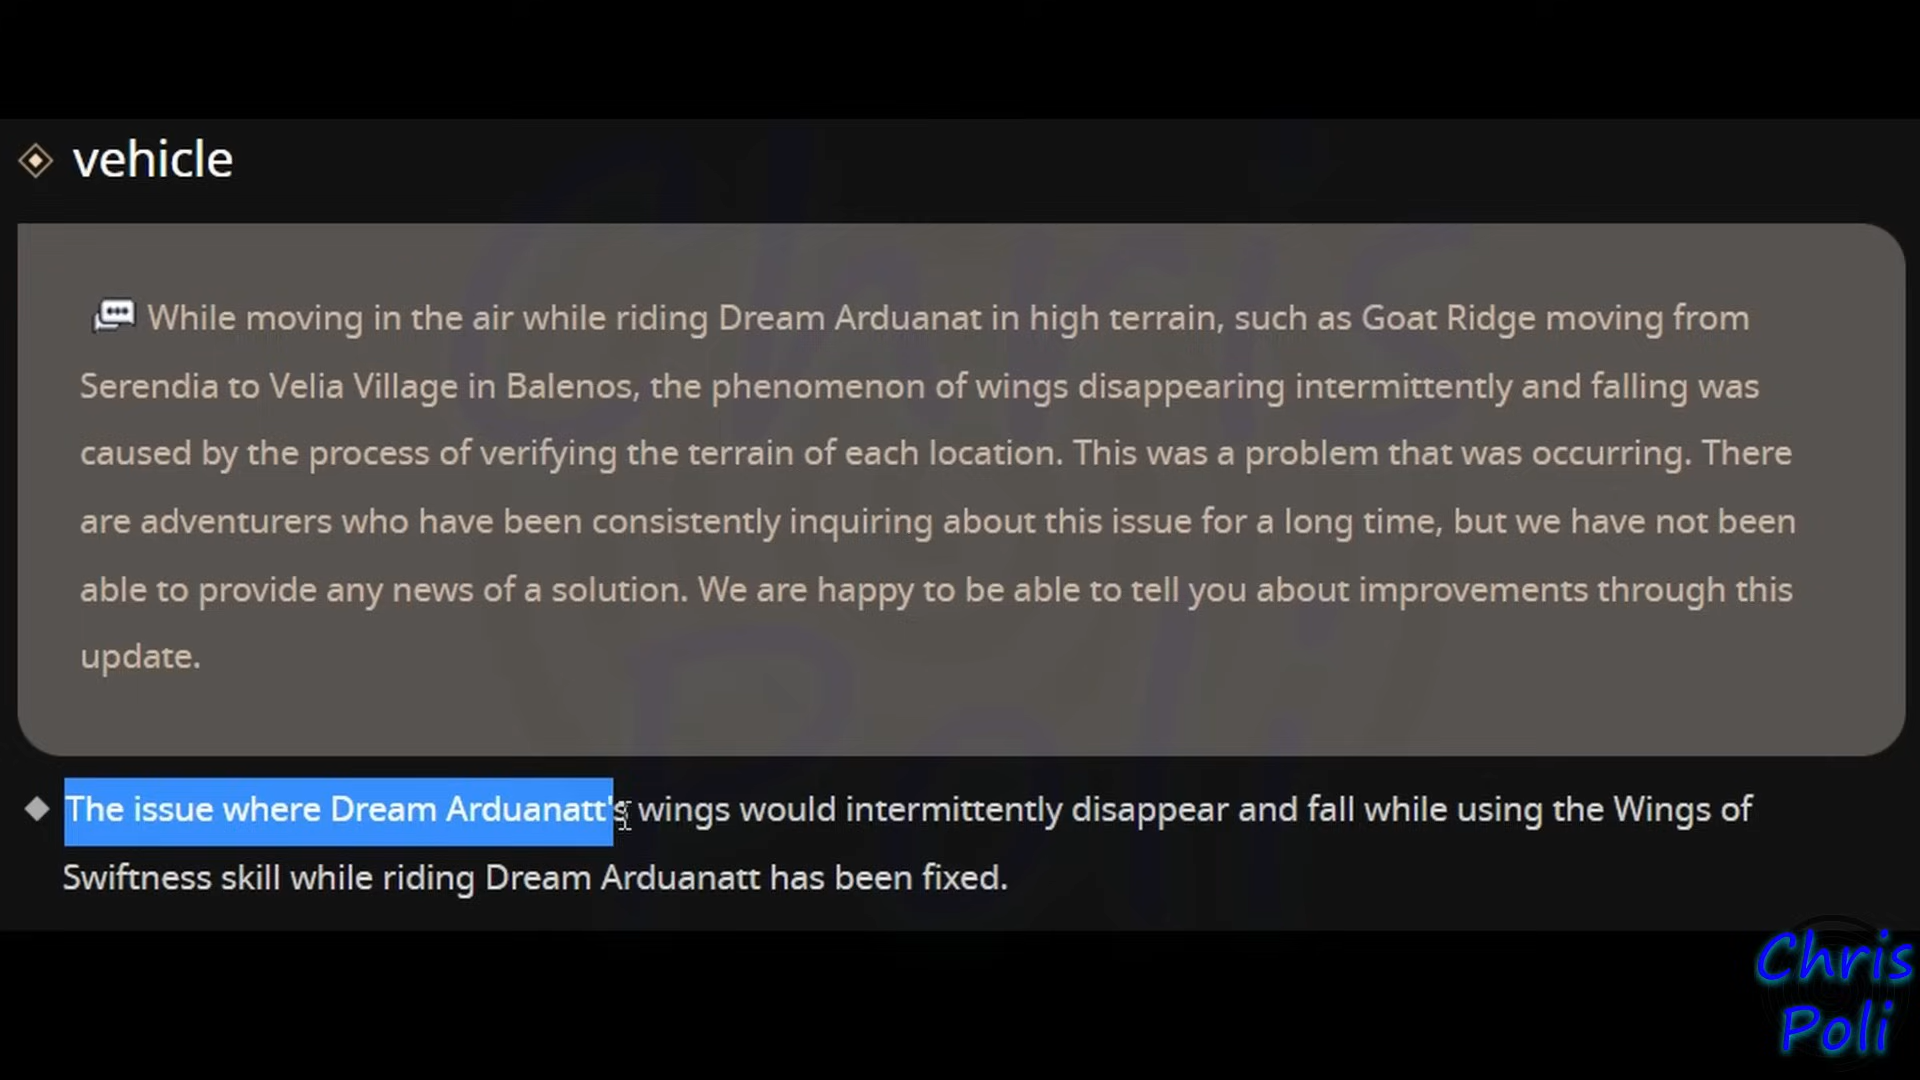 vehicle
While moving in the air while riding Dream Arduanat in high terrain, such as Goat Ridge moving from
Serendia to Velia Village in Balenos, the phenomenon of wings disappearing intermittently and falling was
caused by the process of verifying the terrain of each location. This was a problem that was occurring. There
are adventurers who have been consistently inquiring about this issue for a long time, but we have not been
able to provide any news of a solution. We are happy to be able to tell you about improvements through this
update.
The issue where Dream Arduanatt's wings would intermittently disappear and fall while using the Wings of
Swiftness skill while riding Dream Arduanatt has been fixed.
Chris
Poli
Chris
Poli